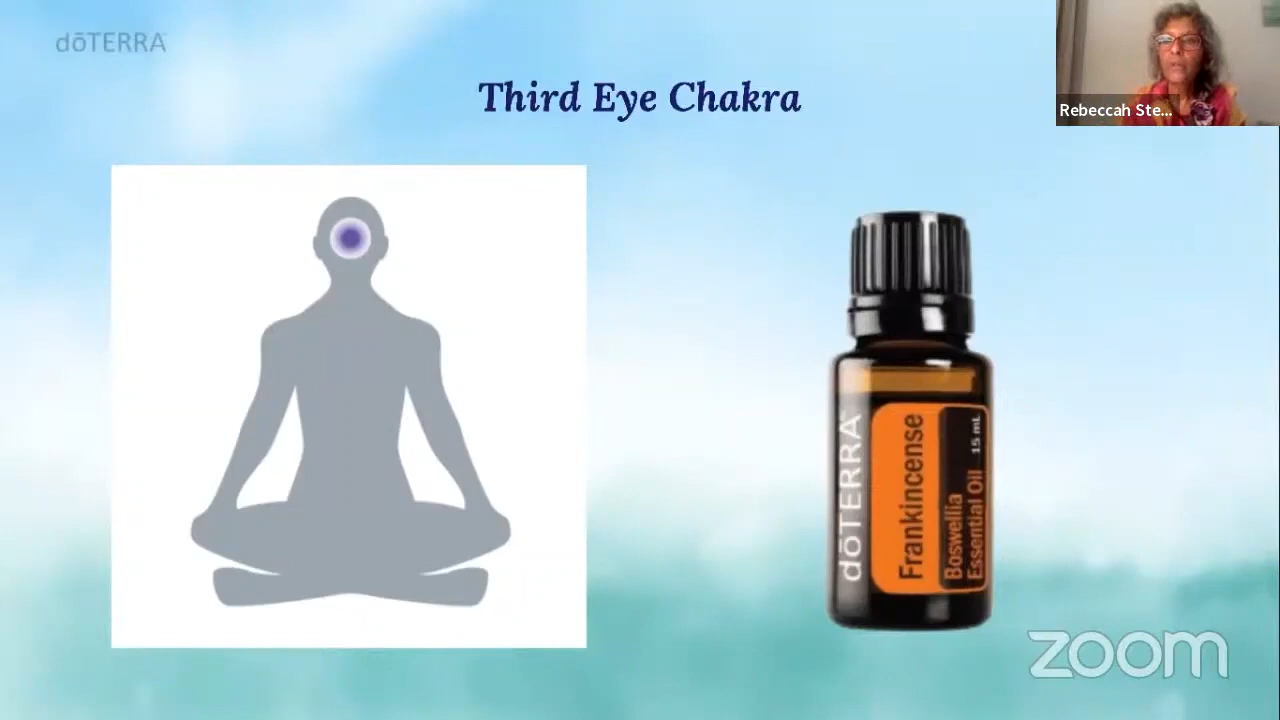 dōTERRA
Third Eye Chakra
Rebeccah Ste...
dōTERRA
Frankincense
Boswellia
Essential Oil 15 mL
zoom